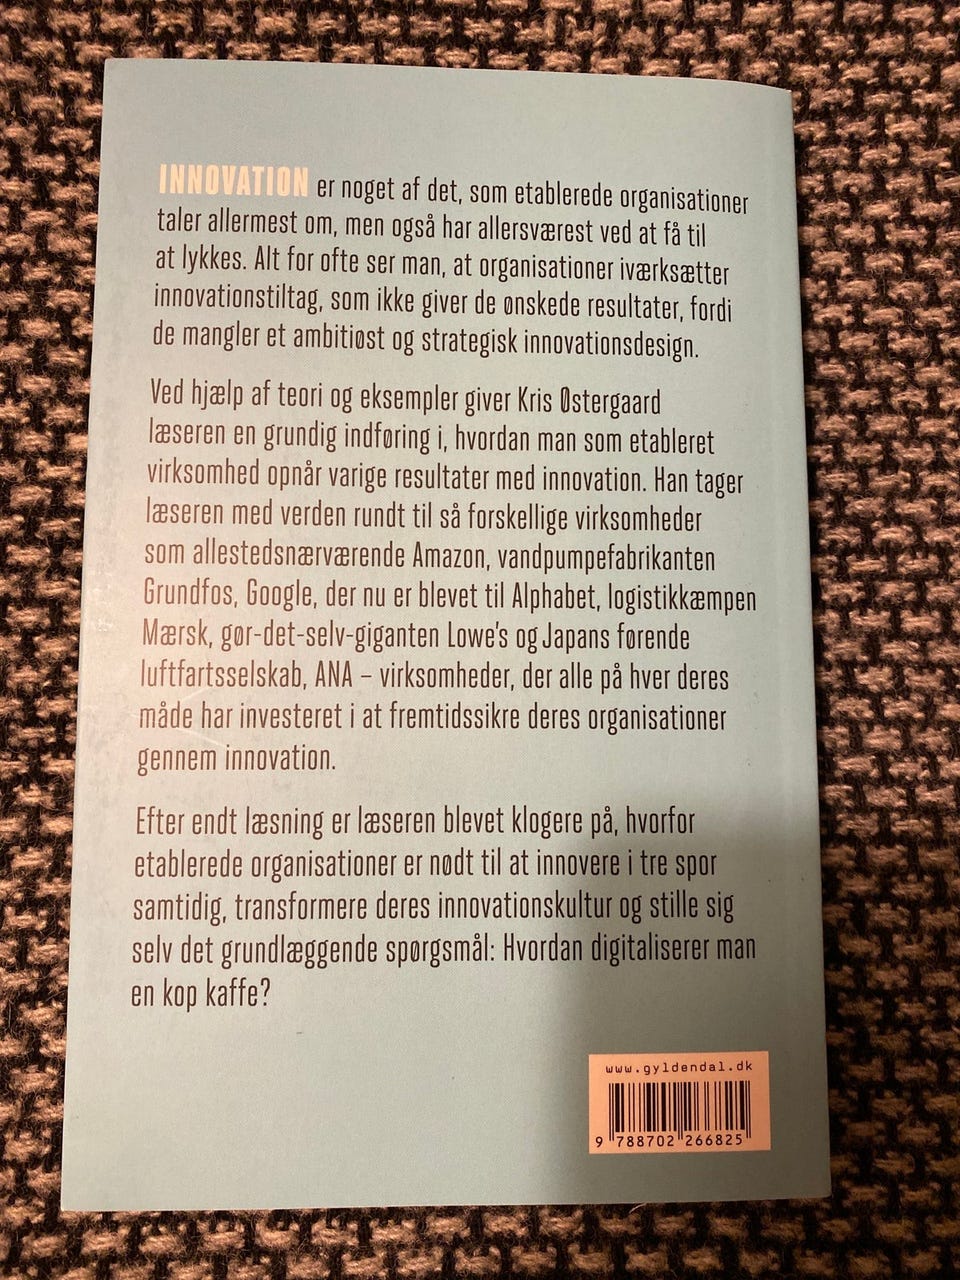 INNOVATION er noget af det, som etablerede organisationer
taler allermest om, men også har allersværest ved at få til
at lykkes. Alt for ofte ser man, at organisationer iværksætter
innovationstiltag, som ikke giver de ønskede resultater, fordi
de mangler et ambitiøst og strategisk innovationsdesign.
Ved hjælp af teori og eksempler giver Kris Østergaard
læseren en grundig indføring i, hvordan man som etableret
virksomhed opnår varige resultater med innovation. Han tager
læseren med verden rundt til så forskellige virksomheder
som allestedsnærværende Amazon, vandpumpefabrikanten
Grundfos, Google, der nu er blevet til Alphabet, logistikkæmpen
Mærsk, gør-det-selv-giganten Lowe's og Japans førende
luftfartsselskab, ANA – virksomheder, der alle på hver deres
måde har investeret i at fremtidssikre deres organisationer
gennem innovation.
Efter endt læsning er læseren blevet klogere på, hvorfor
etablerede organisationer er nødt til at innovere i tre spor
samtidig, transformere deres innovationskultur og stille sig
selv det grundlæggende spørgsmål: Hvordan digitaliserer man
en kop kaffe?
www.gyldendal.dk
9 788702 266825